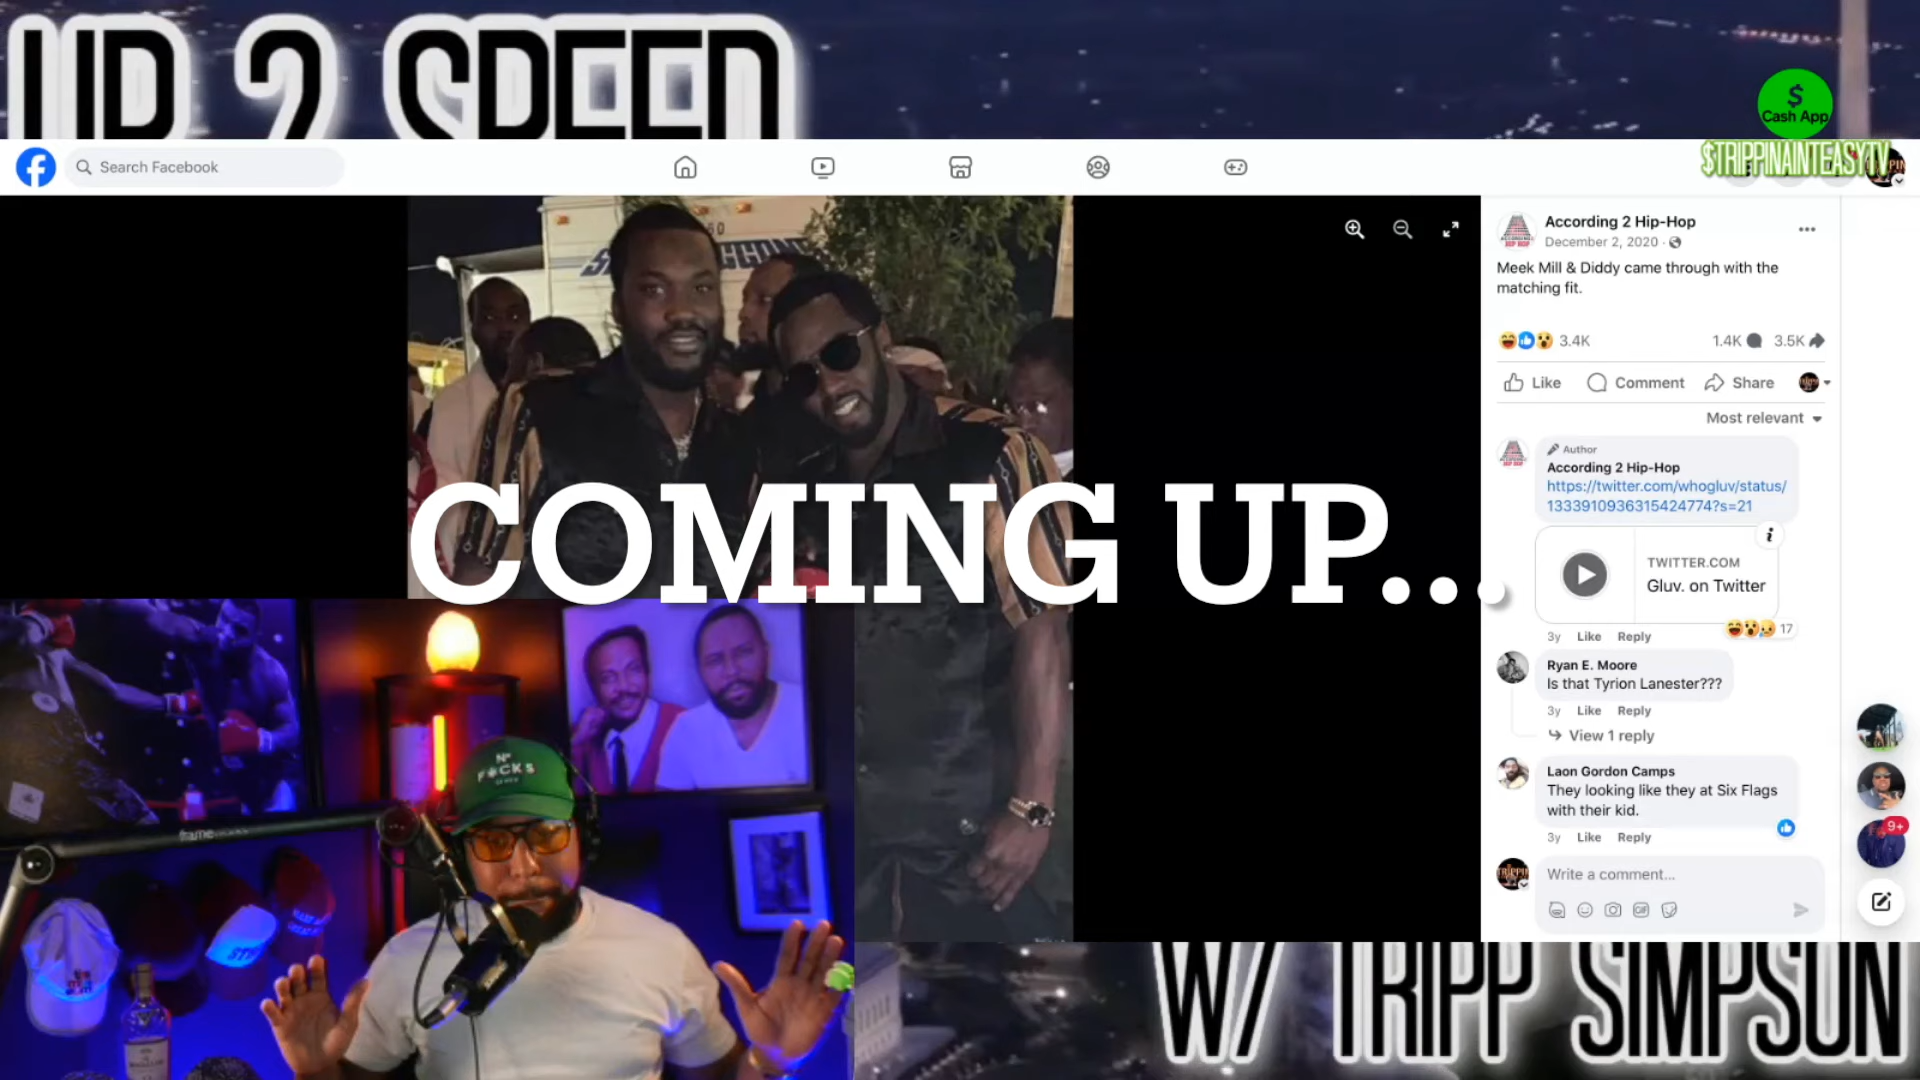 UP 2 SPEED
$
Cash App
$TRIPPINAINTEASYTV
Search Facebook
According 2 Hip-Hop
December 2, 2020 ·
Meek Mill & Diddy came through with the
matching fit.
3.4K
1.4K
3.5K
Like
Comment
Share
Most relevant
Author
According 2 Hip-Hop
https://twitter.com/whogluv/status/
1333910936315424774?s=21
TWITTER.COM
Gluv. on Twitter
17
3y Like Reply
Ryan E. Moore
Is that Tyrion Lanester???
3y Like Reply
View 1 reply
Laon Gordon Camps
They looking like they at Six Flags
with their kid.
3y Like Reply
Write a comment...
GIF
9+
COMING UP...
F*CKS
W/ TRIPP SIMPSON